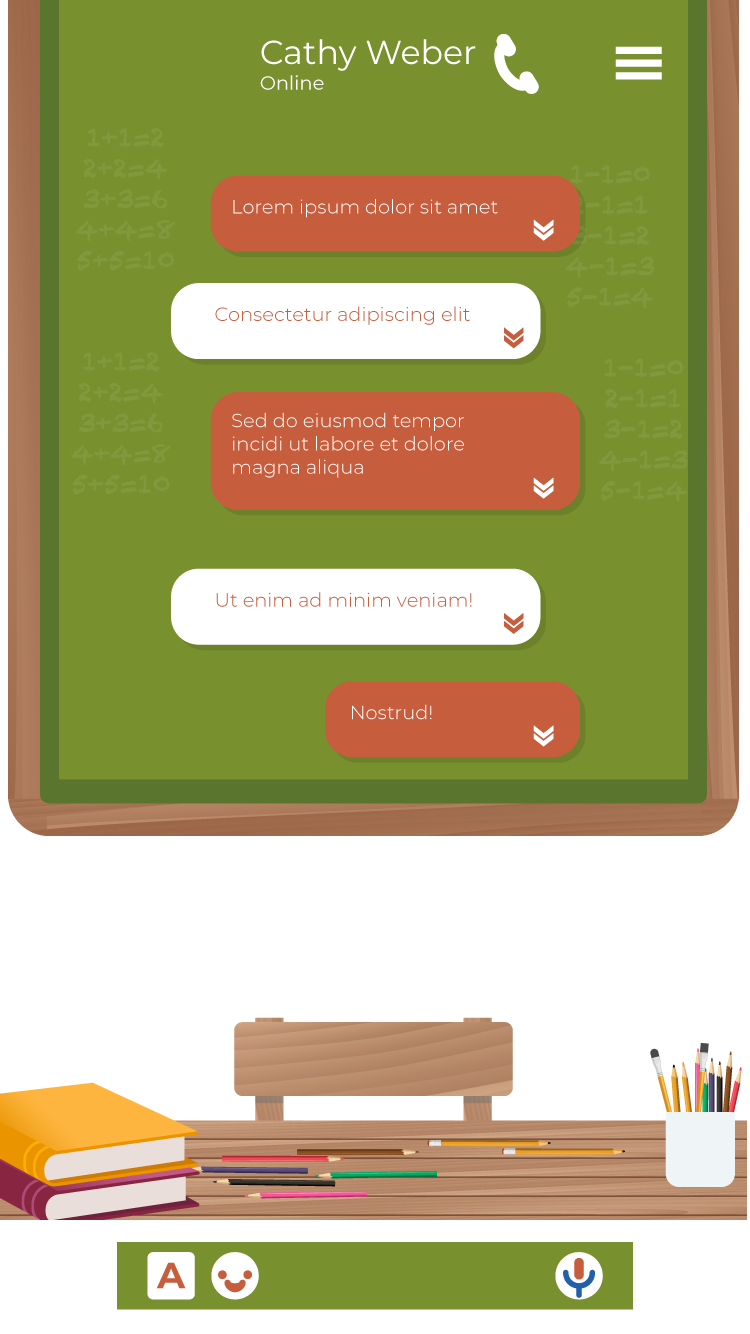 Cathy Weber
Online
1+1=2
2+2=4
3+3=6
4+4=8
5+5=10
1-1=0
2-1=1
3-1=2
4-1=3
5-1=4
Lorem ipsum dolor sit amet
Consectetur adipiscing elit
1+1=2
2+2=4
3+3=6
4+4=8
5+5=10
1-1=0
2-1=1
3-1=2
4-1=3
5-1=4
Sed do eiusmod tempor
incidi ut labore et dolore
magna aliqua
Ut enim ad minim veniam!
Nostrud!
A